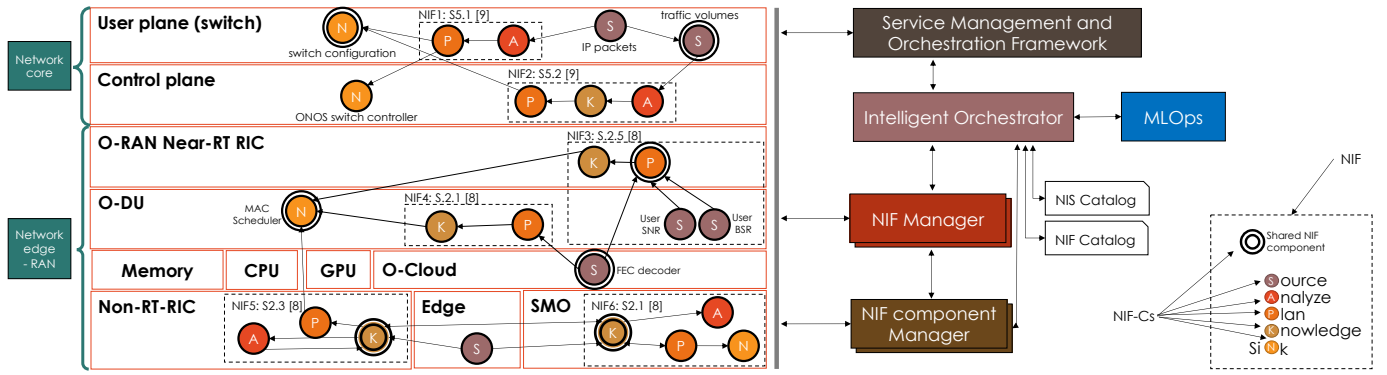 User plane (switch)
NIF1: S5.1 [9]
traffic volumes
N
P
A
S
S
switch configuration
IP packets
Network
core
Control plane
NIF2: S5.2 [9]
N
P
K
A
ONOS switch controller
O-RAN Near-RT RIC
NIF3: S.2.5 [8]
K
P
O-DU
MAC
Scheduler
N
NIF4: S.2.1 [8]
K
P
User
SNR
S
S
User
BSR
Network
edge
- RAN
Memory
CPU
GPU
O-Cloud
S
FEC decoder
Non-RT-RIC
NIF5: S2.3 [8]
A
P
K
Edge
S
SMO
NIF6: S2.1 [8]
K
A
P
N
Service Management and
Orchestration Framework
Intelligent Orchestrator
MLOps
NIF Manager
NIS Catalog
NIF Catalog
NIF component
Manager
NIF
Shared NIF
component
NIF-Cs
Source
Analyze
Plan
Knowledge
Si N k